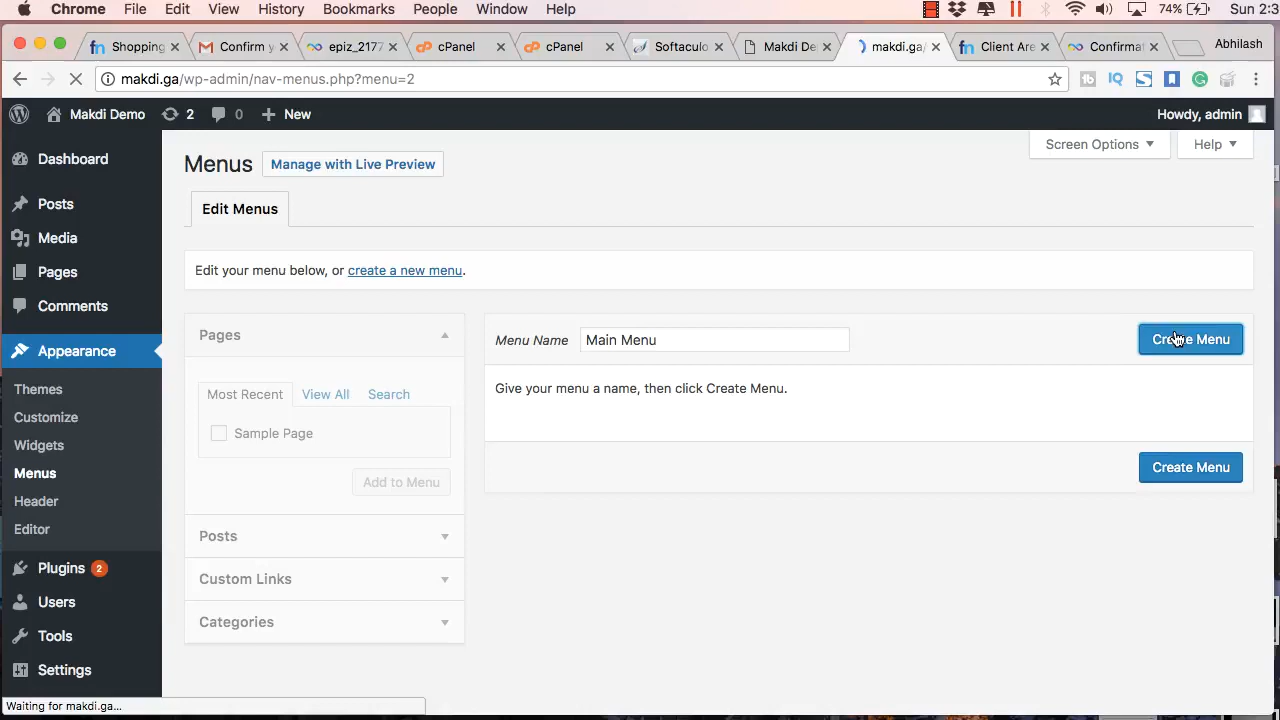 Chrome File Edit View History Bookmarks People Window Help 74% Sun 2:3
Shopping Confirm y epiz_2177 cPanel cPanel Softaculo Makdi De makdi.ga/ Client Are Confirmat Abhilash
makdi.ga/wp-admin/nav-menus.php?menu=2
Makdi Demo 2 0 + New Howdy, admin
Screen Options Help
Menus Manage with Live Preview
Dashboard
Posts
Media
Pages
Comments
Appearance
Themes
Customize
Widgets
Menus
Header
Editor
Plugins 2
Users
Tools
Settings
Edit Menus
Edit your menu below, or create a new menu.
Pages
Most Recent View All Search
Sample Page
Add to Menu
Posts
Custom Links
Categories
Menu Name Main Menu Create Menu
Give your menu a name, then click Create Menu.
Create Menu
Waiting for makdi.ga...